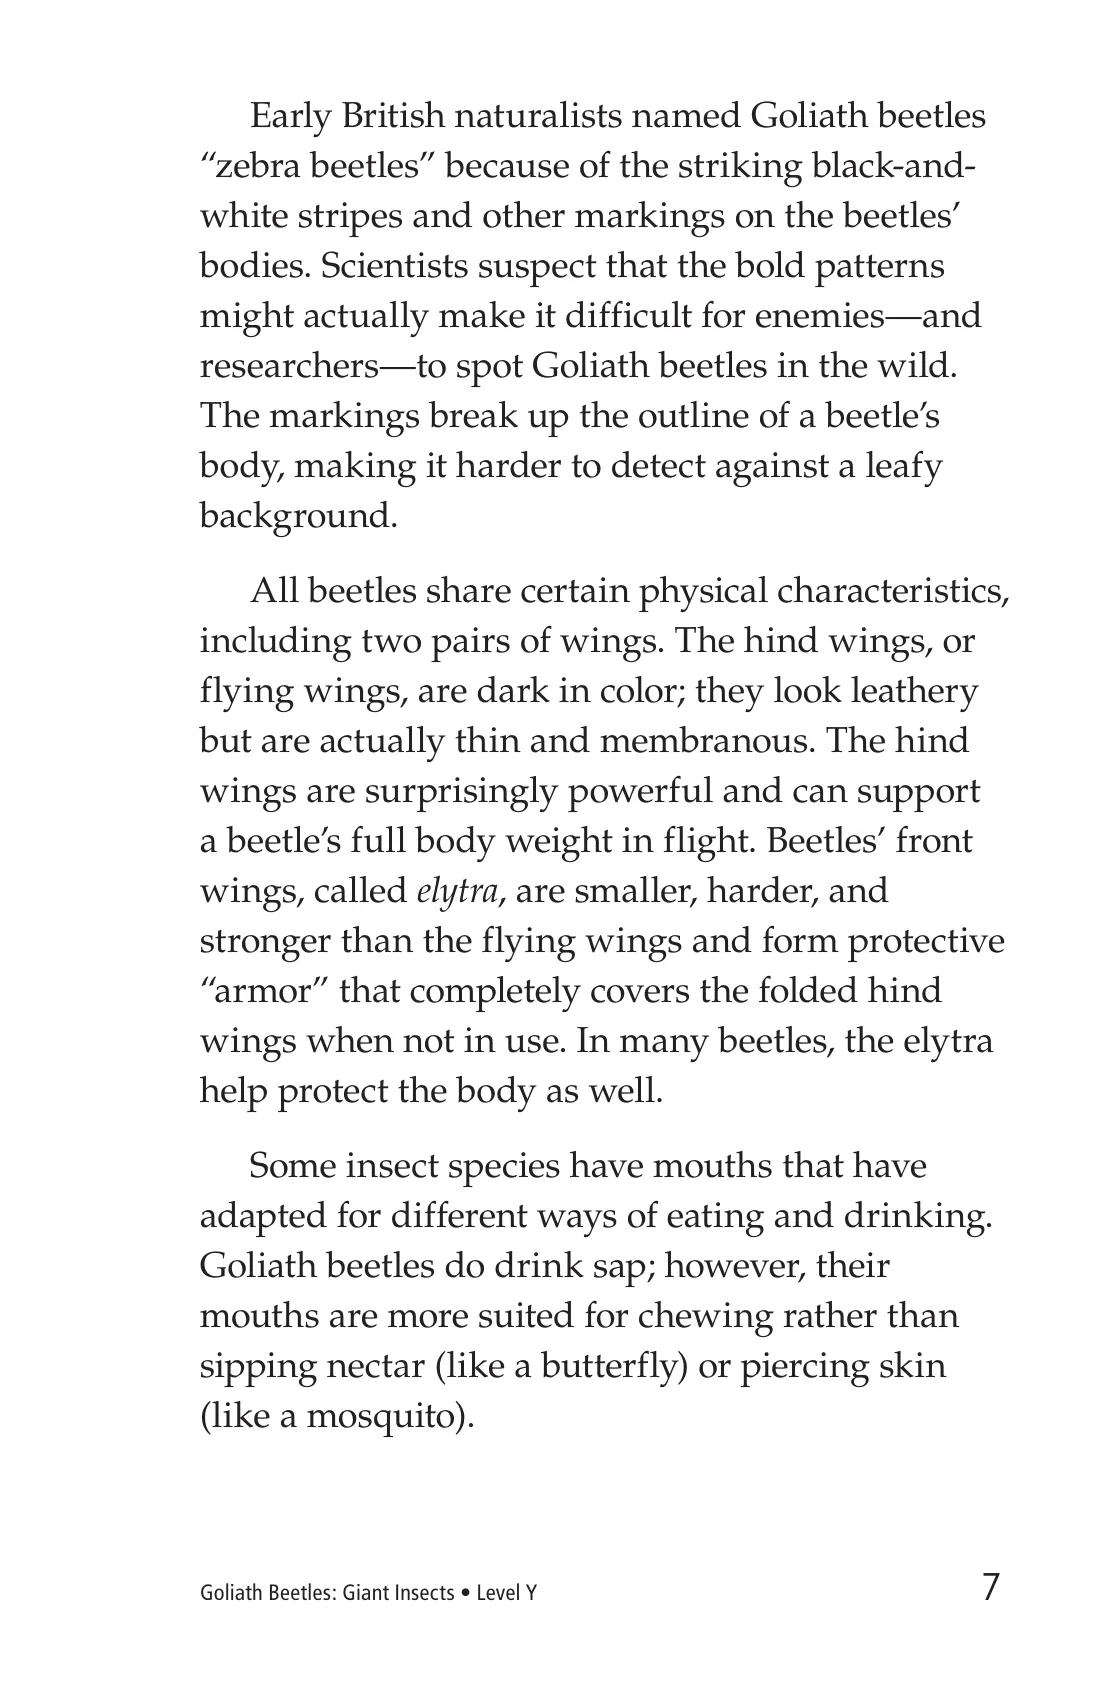 Early British naturalists named Goliath beetles
“zebra beetles” because of the striking black-and-
white stripes and other markings on the beetles’
bodies. Scientists suspect that the bold patterns
might actually make it difficult for enemies—and
researchers—to spot Goliath beetles in the wild.
The markings break up the outline of a beetle’s
body, making it harder to detect against a leafy
background.
All beetles share certain physical characteristics,
including two pairs of wings. The hind wings, or
flying wings, are dark in color; they look leathery
but are actually thin and membranous. The hind
wings are surprisingly powerful and can support
a beetle’s full body weight in flight. Beetles’ front
wings, called elytra, are smaller, harder, and
stronger than the flying wings and form protective
“armor” that completely covers the folded hind
wings when not in use. In many beetles, the elytra
help protect the body as well.
Some insect species have mouths that have
adapted for different ways of eating and drinking.
Goliath beetles do drink sap; however, their
mouths are more suited for chewing rather than
sipping nectar (like a butterfly) or piercing skin
(like a mosquito).
Goliath Beetles: Giant Insects • Level Y 7